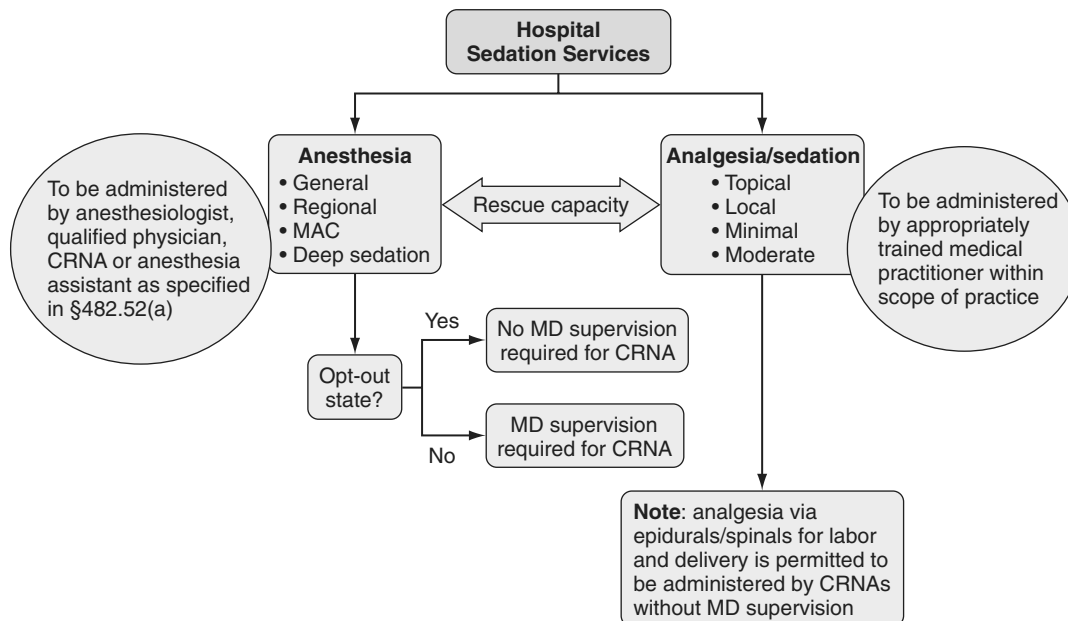 Hospital
Sedation Services
To be administered
by anesthesiologist,
qualified physician,
CRNA or anesthesia
assistant as specified
in §482.52(a)
Anesthesia
• General
• Regional
• MAC
• Deep sedation
Rescue capacity
Analgesia/sedation
• Topical
• Local
• Minimal
• Moderate
To be administered
by appropriately
trained medical
practitioner within
scope of practice
Opt-out
state?
Yes
No MD supervision
required for CRNA
No
MD supervision
required for CRNA
Note: analgesia via
epidurals/spinals for labor
and delivery is permitted to
be administered by CRNAs
without MD supervision